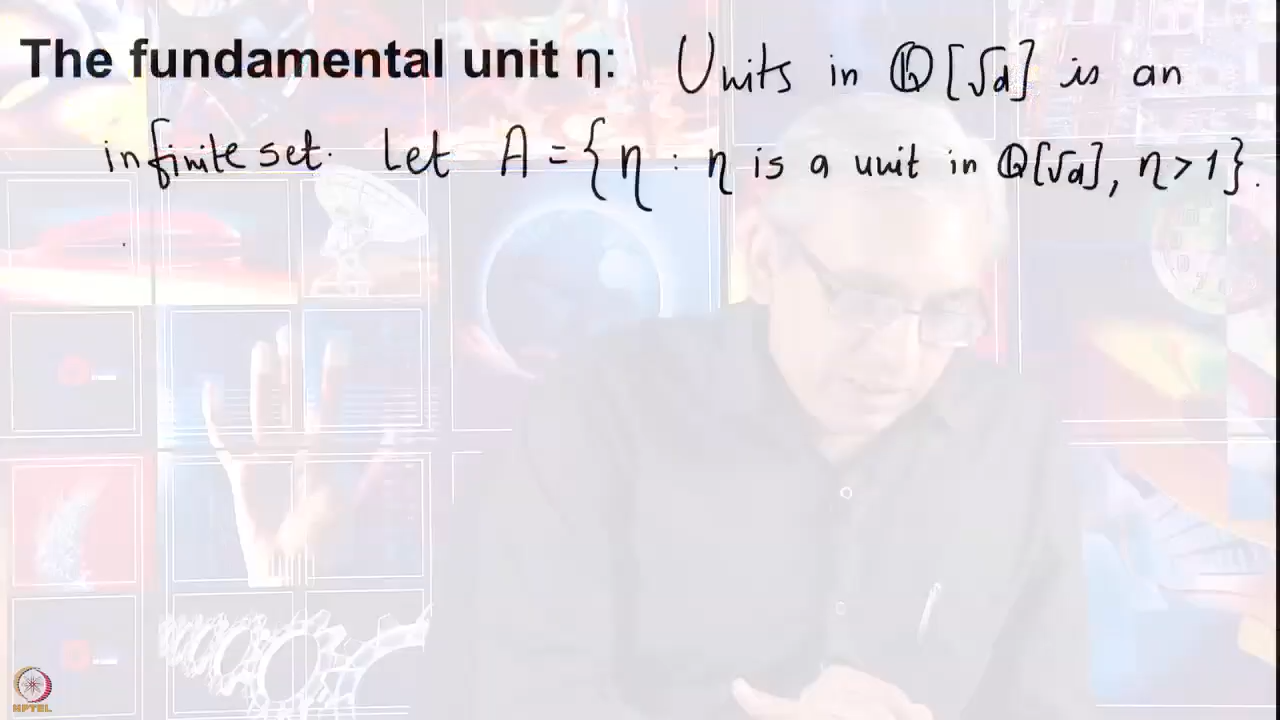 The fundamental unit η: Units in ℚ[√d] is an
infinite set. Let A = {η : η is a unit in ℚ[√d], η > 1}.
NPTEL